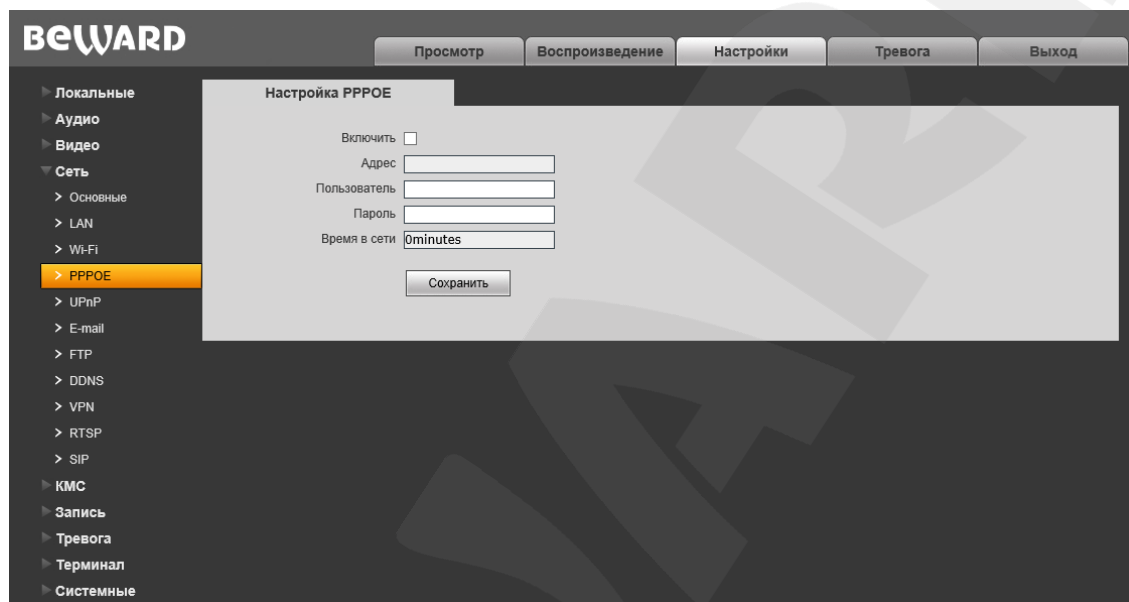 BEWARD
Просмотр Воспроизведение Настройки Тревога Выход
Локальные
Аудио
Видео
Сеть
> Основные
> LAN
> Wi-Fi
> PPPOE
> UPnP
> E-mail
> FTP
> DDNS
> VPN
> RTSP
> SIP
КМС
Запись
Тревога
Терминал
Системные
Настройка PPPOE
Включить
Адрес
Пользователь
Пароль
Время в сети 0minutes
Сохранить